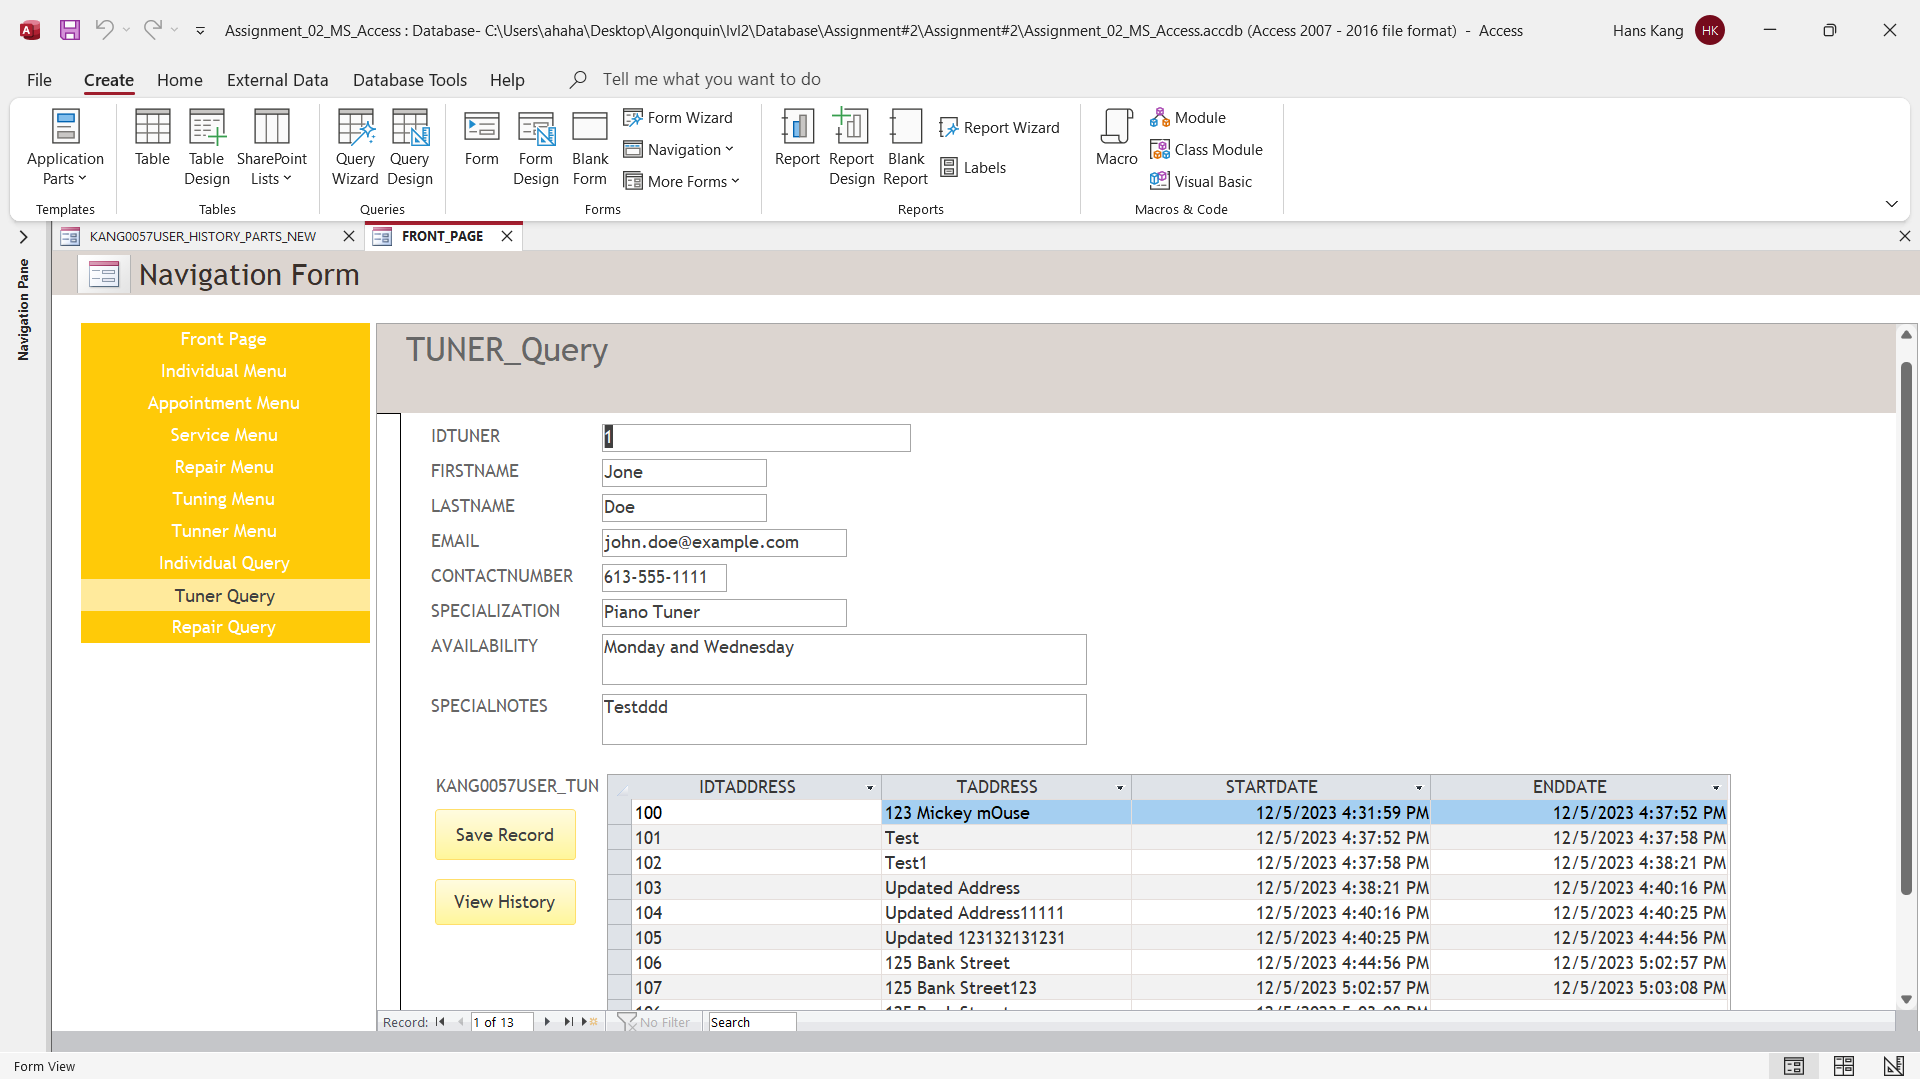 Assignment_02_MS_Access : Database- C:\Users\ahaha\Desktop\Algonquin\lvl2\Database\Assignment#2\Assignment#2\Assignment_02_MS_Access.accdb (Access 2007 - 2016 file format) - Access
Hans Kang
HK
File
Create
Home
External Data
Database Tools
Help
Tell me what you want to do
Application Parts
Templates
Table
Table Design
SharePoint Lists
Tables
Query Wizard
Query Design
Queries
Form
Form Design
Blank Form
Form Wizard
Navigation
More Forms
Forms
Report
Report Design
Blank Report
Report Wizard
Labels
Reports
Macro
Module
Class Module
Visual Basic
Macros & Code
KANG0057USER_HISTORY_PARTS_NEW
FRONT_PAGE
Navigation Pane
Navigation Form
Front Page
Individual Menu
Appointment Menu
Service Menu
Repair Menu
Tuning Menu
Tunner Menu
Individual Query
Tuner Query
Repair Query
TUNER_Query
IDTUNER 1
FIRSTNAME Jone
LASTNAME Doe
EMAIL john.doe@example.com
CONTACTNUMBER 613-555-1111
SPECIALIZATION Piano Tuner
AVAILABILITY Monday and Wednesday
SPECIALNOTES Testddd
KANG0057USER_TUN
Save Record
View History
IDTADDRESS TADDRESS STARTDATE ENDDATE
100 123 Mickey mOuse 12/5/2023 4:31:59 PM 12/5/2023 4:37:52 PM
101 Test 12/5/2023 4:37:52 PM 12/5/2023 4:37:58 PM
102 Test1 12/5/2023 4:37:58 PM 12/5/2023 4:38:21 PM
103 Updated Address 12/5/2023 4:38:21 PM 12/5/2023 4:40:16 PM
104 Updated Address11111 12/5/2023 4:40:16 PM 12/5/2023 4:40:25 PM
105 Updated 123132131231 12/5/2023 4:40:25 PM 12/5/2023 4:44:56 PM
106 125 Bank Street 12/5/2023 4:44:56 PM 12/5/2023 5:02:57 PM
107 125 Bank Street123 12/5/2023 5:02:57 PM 12/5/2023 5:03:08 PM
Record: 1 of 13 No Filter Search
Form View